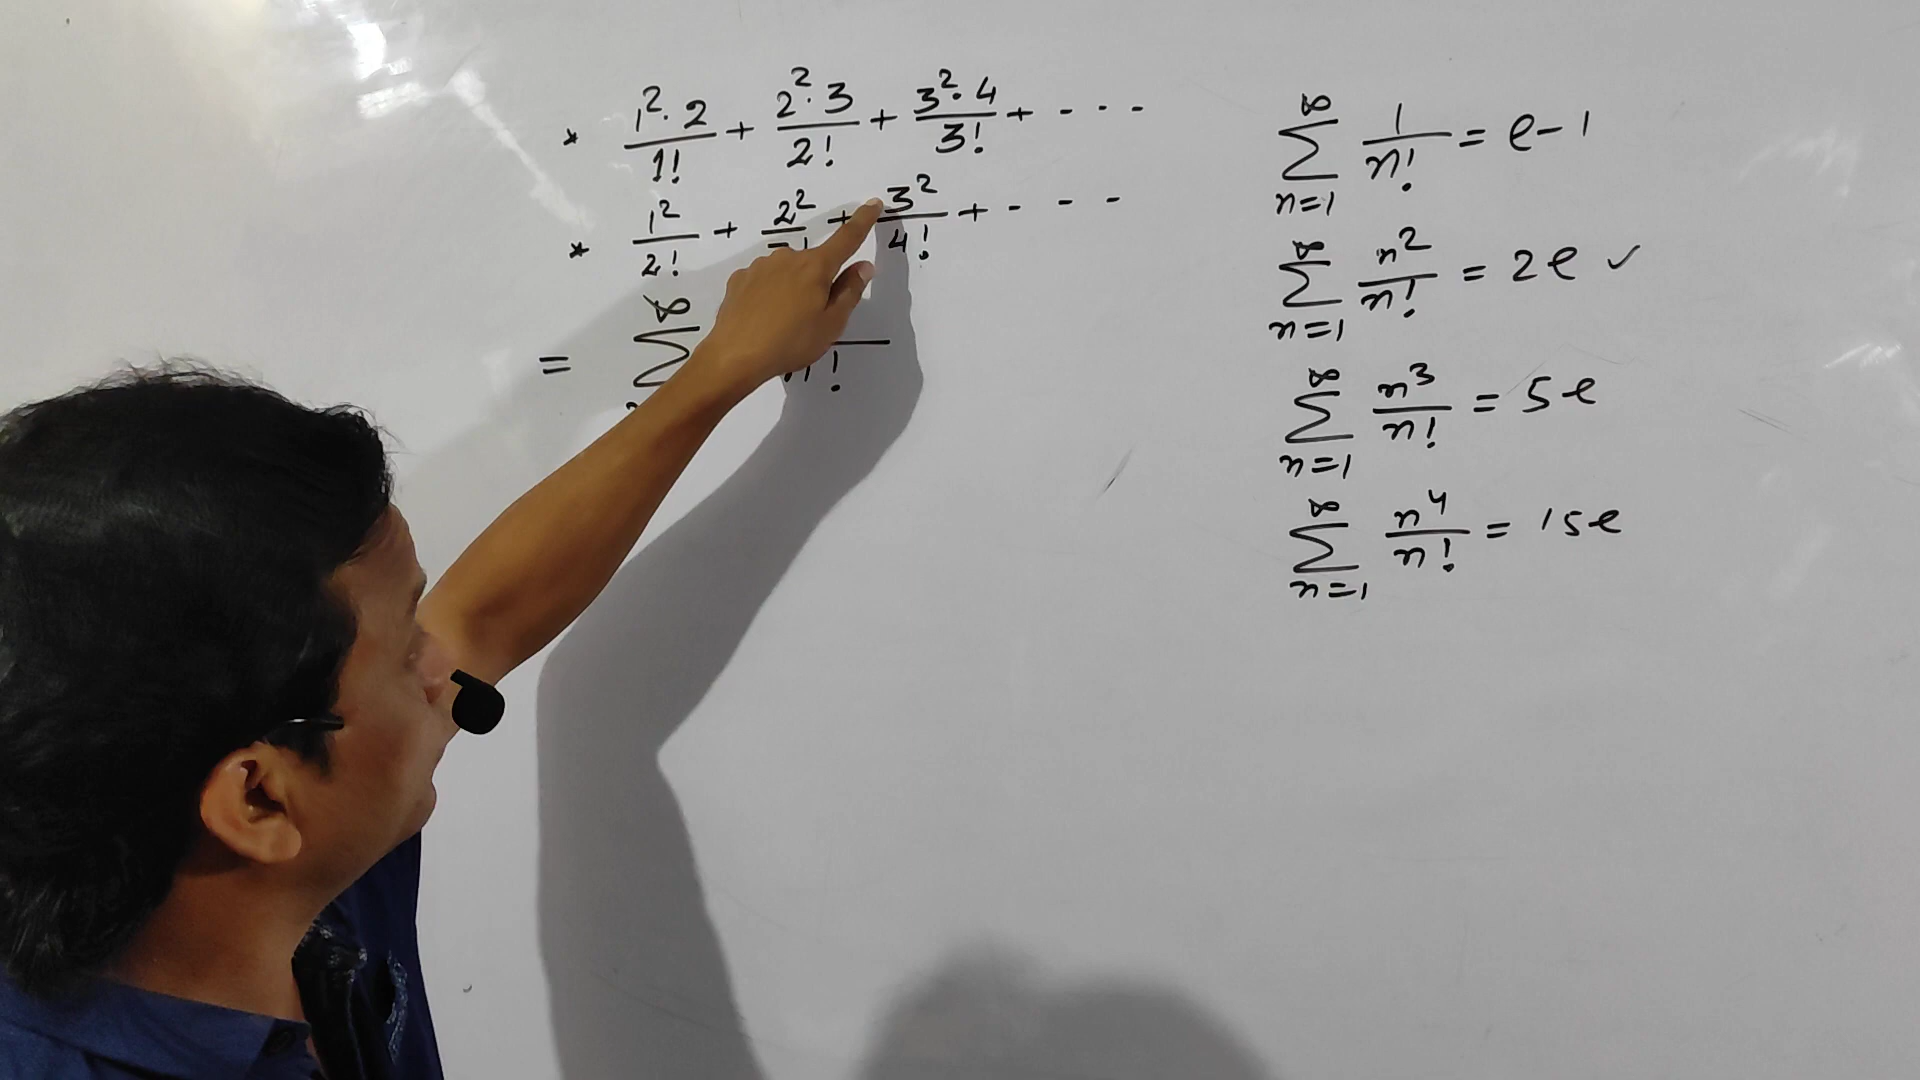 * 1².2/1! + 2².3/2! + 3².4/3! + - - -
* 1²/2! + 2² + 3²/4! + - - - -
= ∞ Σ n!
∞ Σ n=1 1/n! = e-1
∞ Σ n=1 n²/n! = 2e ✓
∞ Σ n=1 n³/n! = 5e
∞ Σ n=1 n⁴/n! = 15e